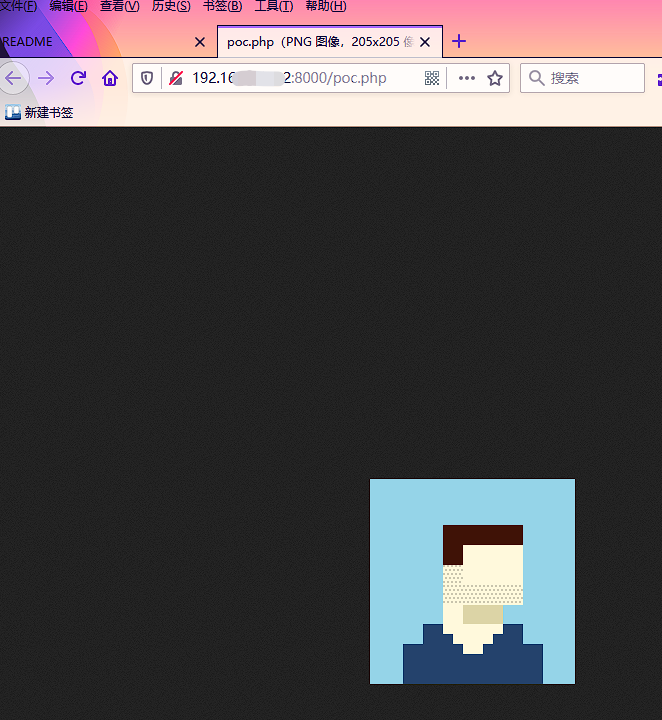 文件(F) 编辑(E) 查看(V) 历史(S) 书签(B) 工具(T) 帮助(H)
README poc.php（PNG 图像，205x205 像
192.16 2:8000/poc.php 搜索
新建书签